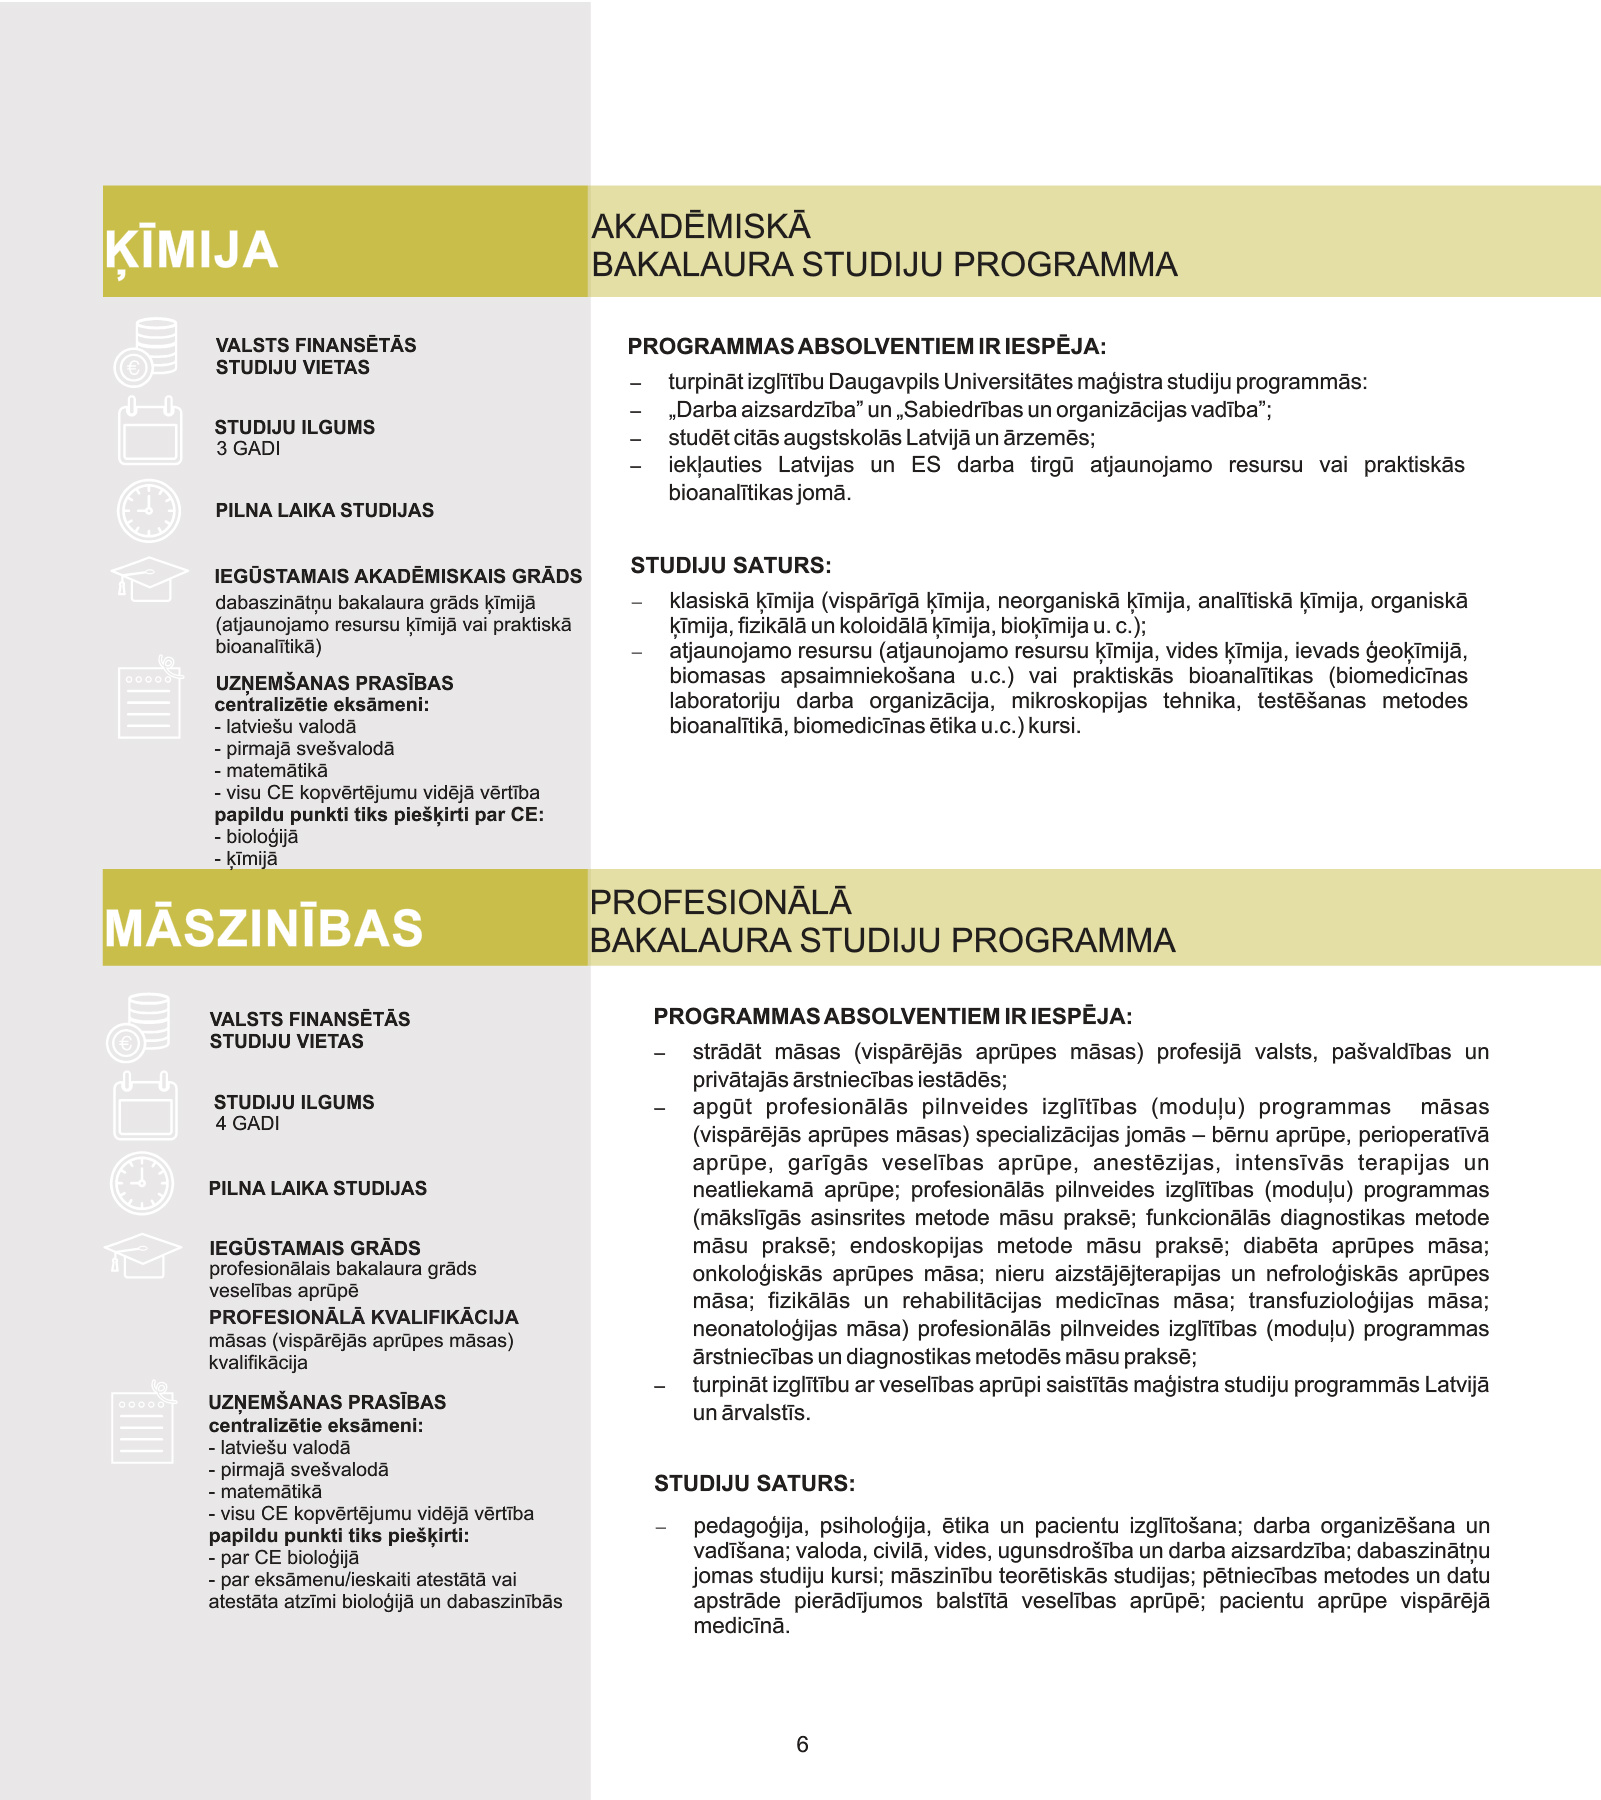 ĶĪMIJA
AKADĒMISKĀ
BAKALAURA STUDIJU PROGRAMMA
VALSTS FINANSĒTĀS
STUDIJU VIETAS
STUDIJU ILGUMS
3 GADI
PILNA LAIKA STUDIJAS
IEGŪSTAMAIS AKADĒMISKAIS GRĀDS
dabaszinātņu bakalaura grāds ķīmijā
(atjaunojamo resursu ķīmijā vai praktiskā
bioanalītikā)
UZŅEMŠANAS PRASĪBAS
centralizētie eksāmeni:
- latviešu valodā
- pirmajā svešvalodā
- matemātikā
- visu CE kopvērtējumu vidējā vērtība
papildu punkti tiks piešķirti par CE:
- bioloģijā
- ķīmijā
PROGRAMMAS ABSOLVENTIEM IR IESPĒJA:
– turpināt izglītību Daugavpils Universitātes maģistra studiju programmās:
– „Darba aizsardzība” un „Sabiedrības un organizācijas vadība”;
– studēt citās augstskolās Latvijā un ārzemēs;
– iekļauties Latvijas un ES darba tirgū atjaunojamo resursu vai praktiskās
bioanalītikas jomā.
STUDIJU SATURS:
– klasiskā ķīmija (vispārīgā ķīmija, neorganiskā ķīmija, analītiskā ķīmija, organiskā
ķīmija, fizikālā un koloidālā ķīmija, bioķīmija u. c.);
– atjaunojamo resursu (atjaunojamo resursu ķīmija, vides ķīmija, ievads ģeoķīmijā,
biomasas apsaimniekošana u.c.) vai praktiskās bioanalītikas (biomedicīnas
laboratoriju darba organizācija, mikroskopijas tehnika, testēšanas metodes
bioanalītikā, biomedicīnas ētika u.c.) kursi.
MĀSZINĪBAS
PROFESIONĀLĀ
BAKALAURA STUDIJU PROGRAMMA
VALSTS FINANSĒTĀS
STUDIJU VIETAS
STUDIJU ILGUMS
4 GADI
PILNA LAIKA STUDIJAS
IEGŪSTAMAIS GRĀDS
profesionālais bakalaura grāds
veselības aprūpē
PROFESIONĀLĀ KVALIFIKĀCIJA
māsas (vispārējās aprūpes māsas)
kvalifikācija
UZŅEMŠANAS PRASĪBAS
centralizētie eksāmeni:
- latviešu valodā
- pirmajā svešvalodā
- matemātikā
- visu CE kopvērtējumu vidējā vērtība
papildu punkti tiks piešķirti:
- par CE bioloģijā
- par eksāmenu/ieskaiti atestātā vai
atestāta atzīmi bioloģijā un dabaszinībās
PROGRAMMAS ABSOLVENTIEM IR IESPĒJA:
– strādāt māsas (vispārējās aprūpes māsas) profesijā valsts, pašvaldības un
privātajās ārstniecības iestādēs;
– apgūt profesionālās pilnveides izglītības (moduļu) programmas māsas
(vispārējās aprūpes māsas) specializācijas jomās – bērnu aprūpe, perioperatīvā
aprūpe, garīgās veselības aprūpe, anestēzijas, intensīvās terapijas un
neatliekamā aprūpe; profesionālās pilnveides izglītības (moduļu) programmas
(mākslīgās asinsrites metode māsu praksē; funkcionālās diagnostikas metode
māsu praksē; endoskopijas metode māsu praksē; diabēta aprūpes māsa;
onkoloģiskās aprūpes māsa; nieru aizstājējterapijas un nefroloģiskās aprūpes
māsa; fizikālās un rehabilitācijas medicīnas māsa; transfuzioloģijas māsa;
neonatoloģijas māsa) profesionālās pilnveides izglītības (moduļu) programmas
ārstniecības un diagnostikas metodēs māsu praksē;
– turpināt izglītību ar veselības aprūpi saistītās maģistra studiju programmās Latvijā
un ārvalstīs.
STUDIJU SATURS:
– pedagoģija, psiholoģija, ētika un pacientu izglītošana; darba organizēšana un
vadīšana; valoda, civilā, vides, ugunsdrošība un darba aizsardzība; dabaszinātņu
jomas studiju kursi; māszinību teorētiskās studijas; pētniecības metodes un datu
apstrāde pierādījumos balstītā veselības aprūpē; pacientu aprūpe vispārējā
medicīnā.
6